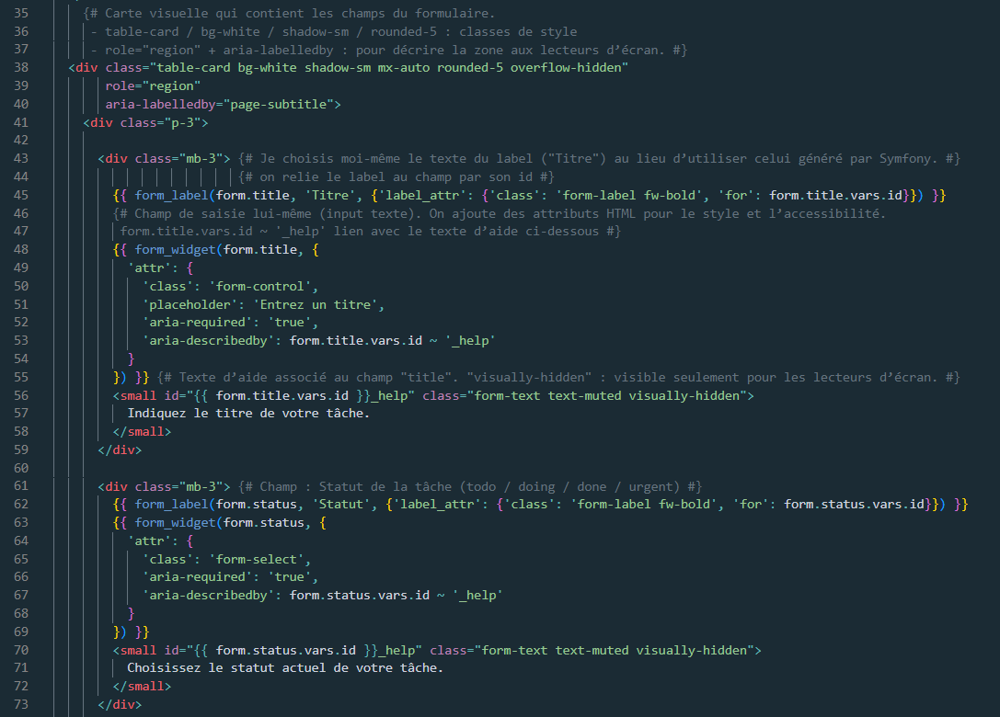 35 {# Carte visuelle qui contient les champs du formulaire.
36 - table-card / bg-white / shadow-sm / rounded-5 : classes de style
37 - role="region" + aria-labelledby : pour décrire la zone aux lecteurs d’écran. #}
38 <div class="table-card bg-white shadow-sm mx-auto rounded-5 overflow-hidden"
39 role="region"
40 aria-labelledby="page-subtitle">
41 <div class="p-3">
42
43 <div class="mb-3"> {# Je choisis moi-même le texte du label ("Titre") au lieu d’utiliser celui généré par Symfony. #}
44 {# on relie le label au champ par son id #}
45 {{ form_label(form.title, 'Titre', {'label_attr': {'class': 'form-label fw-bold', 'for': form.title.vars.id}}) }}
46 {# Champ de saisie lui-même (input texte). On ajoute des attributs HTML pour le style et l’accessibilité.
47 form.title.vars.id ~ '_help' lien avec le texte d’aide ci-dessous #}
48 {{ form_widget(form.title, {
49 'attr': {
50 'class': 'form-control',
51 'placeholder': 'Entrez un titre',
52 'aria-required': 'true',
53 'aria-describedby': form.title.vars.id ~ '_help'
54 }
55 }) }} {# Texte d’aide associé au champ "title". "visually-hidden" : visible seulement pour les lecteurs d’écran. #}
56 <small id="{{ form.title.vars.id }}_help" class="form-text text-muted visually-hidden">
57 Indiquez le titre de votre tâche.
58 </small>
59 </div>
60
61 <div class="mb-3"> {# Champ : Statut de la tâche (todo / doing / done / urgent) #}
62 {{ form_label(form.status, 'Statut', {'label_attr': {'class': 'form-label fw-bold', 'for': form.status.vars.id}}) }}
63 {{ form_widget(form.status, {
64 'attr': {
65 'class': 'form-select',
66 'aria-required': 'true',
67 'aria-describedby': form.status.vars.id ~ '_help'
68 }
69 }) }}
70 <small id="{{ form.status.vars.id }}_help" class="form-text text-muted visually-hidden">
71 Choisissez le statut actuel de votre tâche.
72 </small>
73 </div>